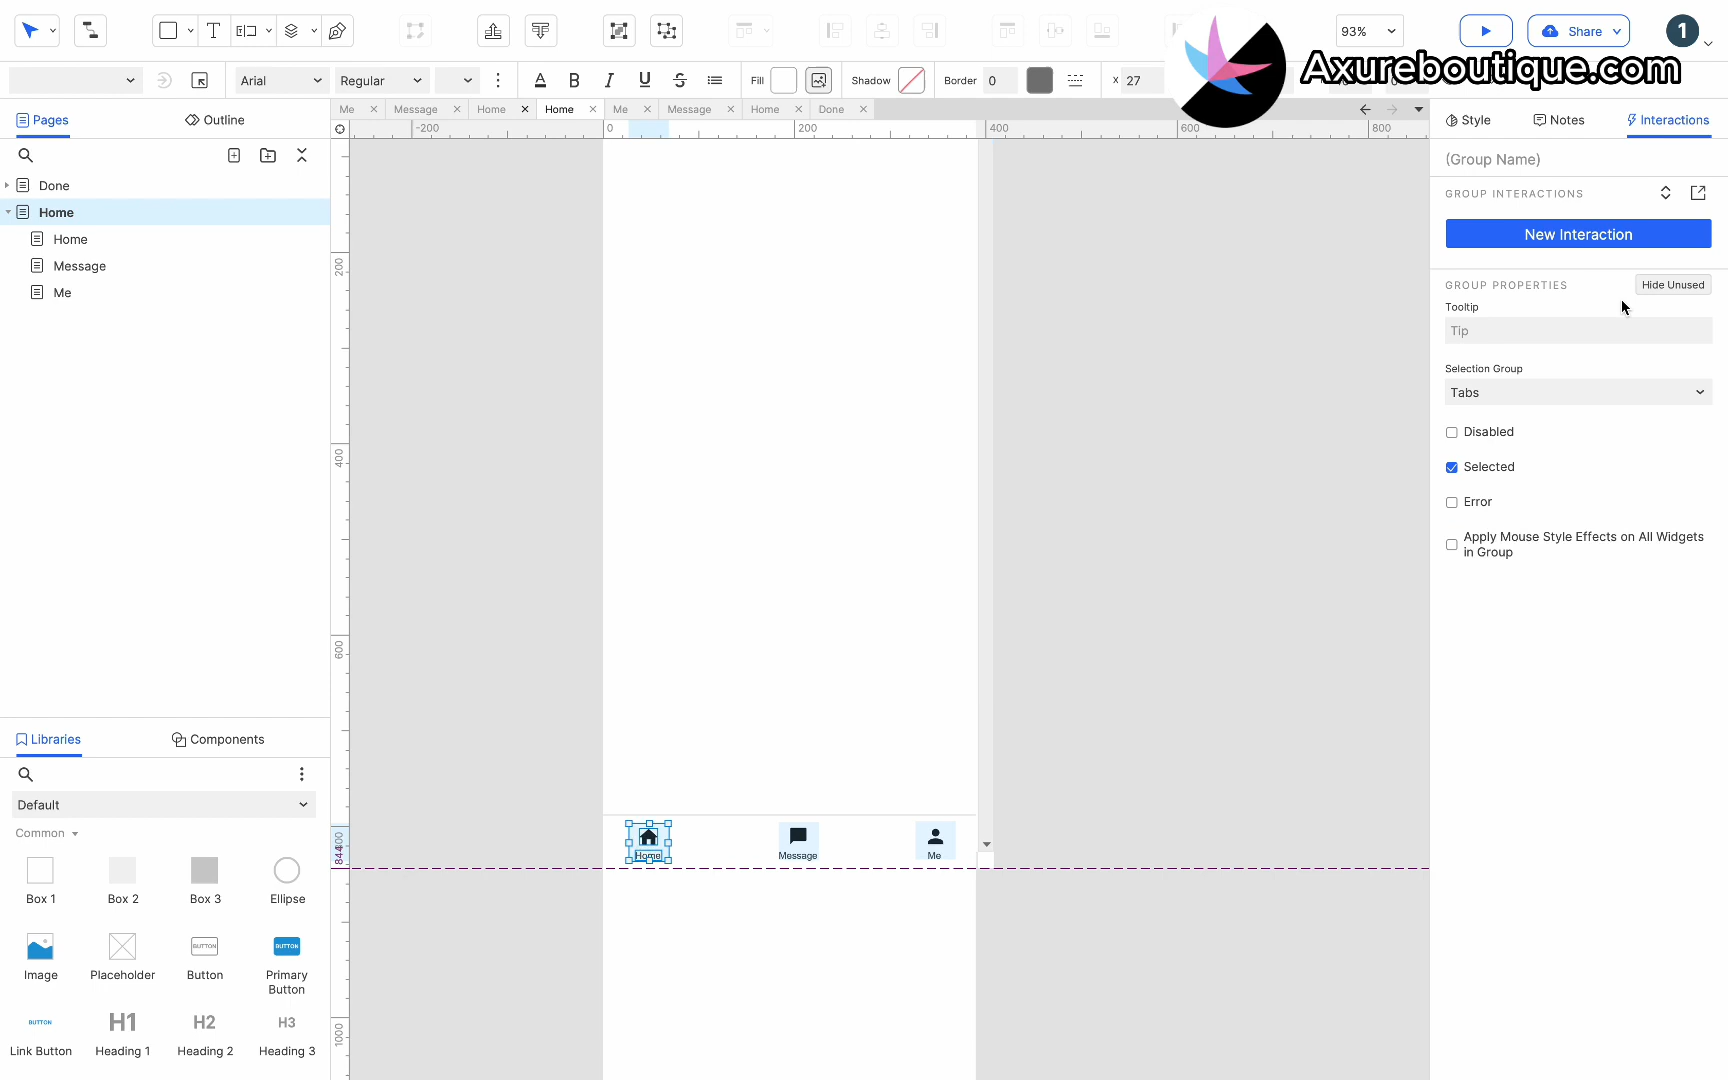 93%
Share
1
Axureboutique.com
Arial
Regular
Fill
Shadow
Border
0
X
27
Me
Message
Home
Home
Me
Message
Home
Done
Pages
Outline
Style
Notes
Interactions
-200
0
200
400
600
800
(Group Name)
Done
GROUP INTERACTIONS
Home
New Interaction
Home
Message
200
GROUP PROPERTIES
Hide Unused
Me
Tooltip
Tip
Selection Group
Tabs
Disabled
400
Selected
Error
Apply Mouse Style Effects on All Widgets
in Group
600
Libraries
Components
Default
Common
844
Home
Message
Me
Box 1
Box 2
Box 3
Ellipse
BUTTON
BUTTON
Image
Placeholder
Button
Primary
Button
BUTTON
H1
H2
H3
1000
Link Button
Heading 1
Heading 2
Heading 3